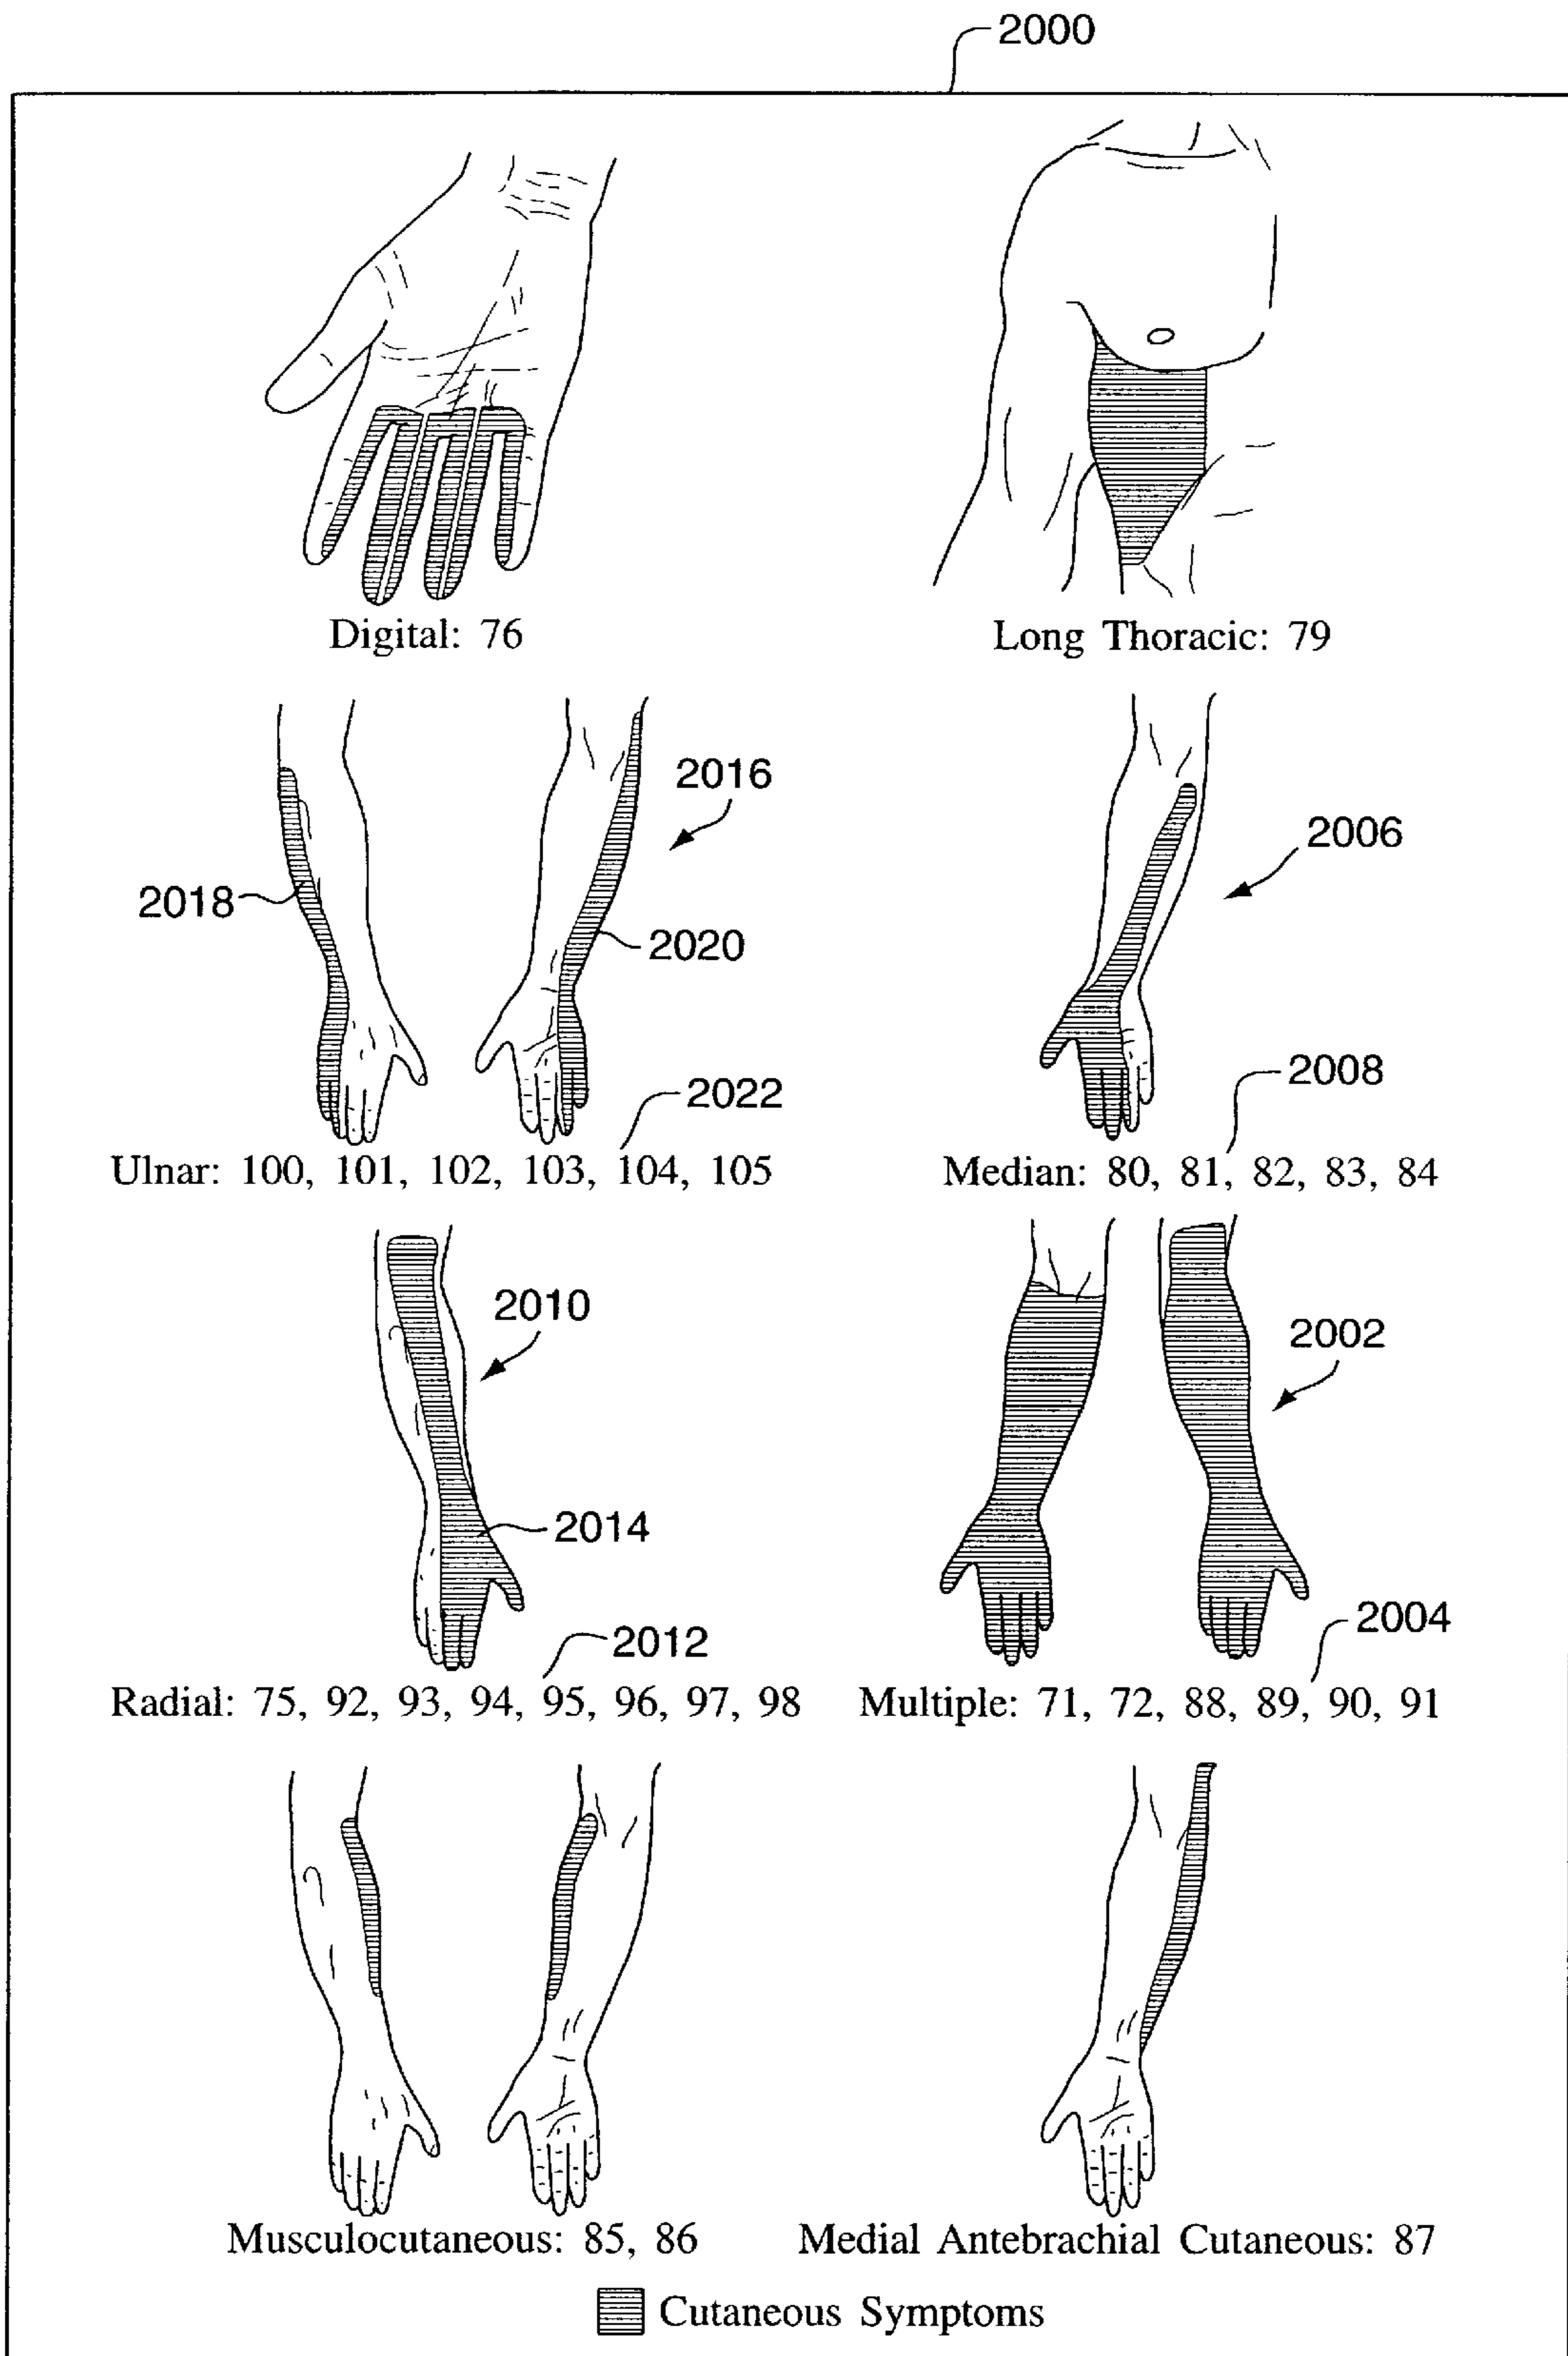 2000
Digital: 76
Long Thoracic: 79
2016
2006
2018
2020
2008
2022
Ulnar: 100, 101, 102, 103, 104, 105
Median: 80, 81, 82, 83, 84
2010
2002
2014
2004
2012
Radial: 75, 92, 93, 94, 95, 96, 97, 98
Multiple: 71, 72, 88, 89, 90, 91
Musculocutaneous: 85, 86
Medial Antebrachial Cutaneous: 87
Cutaneous Symptoms